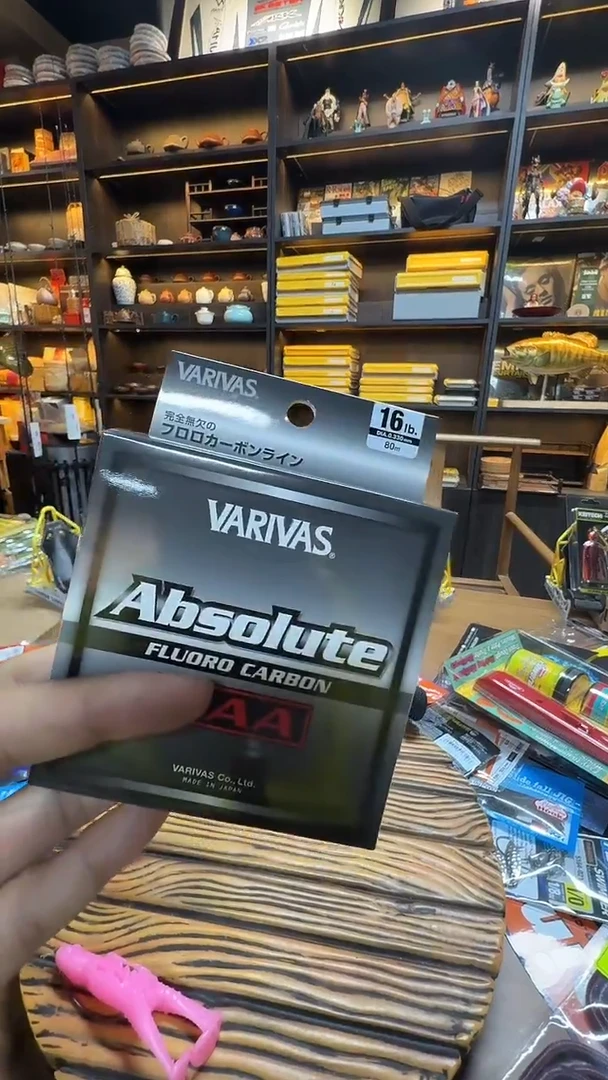 VARIVAS
完全無欠の
フロロカーボンライン
16lb.
DIA.0.330mm
80m
VARIVAS®
Absolute
FLUORO CARBON
AA
VARIVAS Co., Ltd.
MADE IN JAPAN